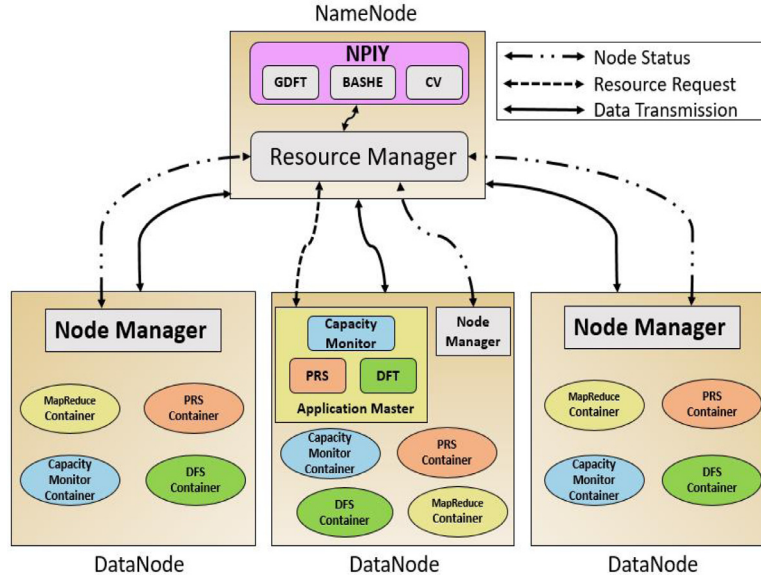 NameNode
NPIY
GDFT
BASHE
CV
Resource Manager
Node Status
Resource Request
Data Transmission
Node Manager
MapReduce
Container
PRS
Container
Capacity
Monitor
Container
DFS
Container
DataNode
Capacity
Monitor
PRS
DFT
Application Master
Node
Manager
Capacity
Monitor
Container
PRS
Container
DFS
Container
MapReduce
Container
DataNode
Node Manager
MapReduce
Container
PRS
Container
Capacity
Monitor
Container
DFS
Container
DataNode